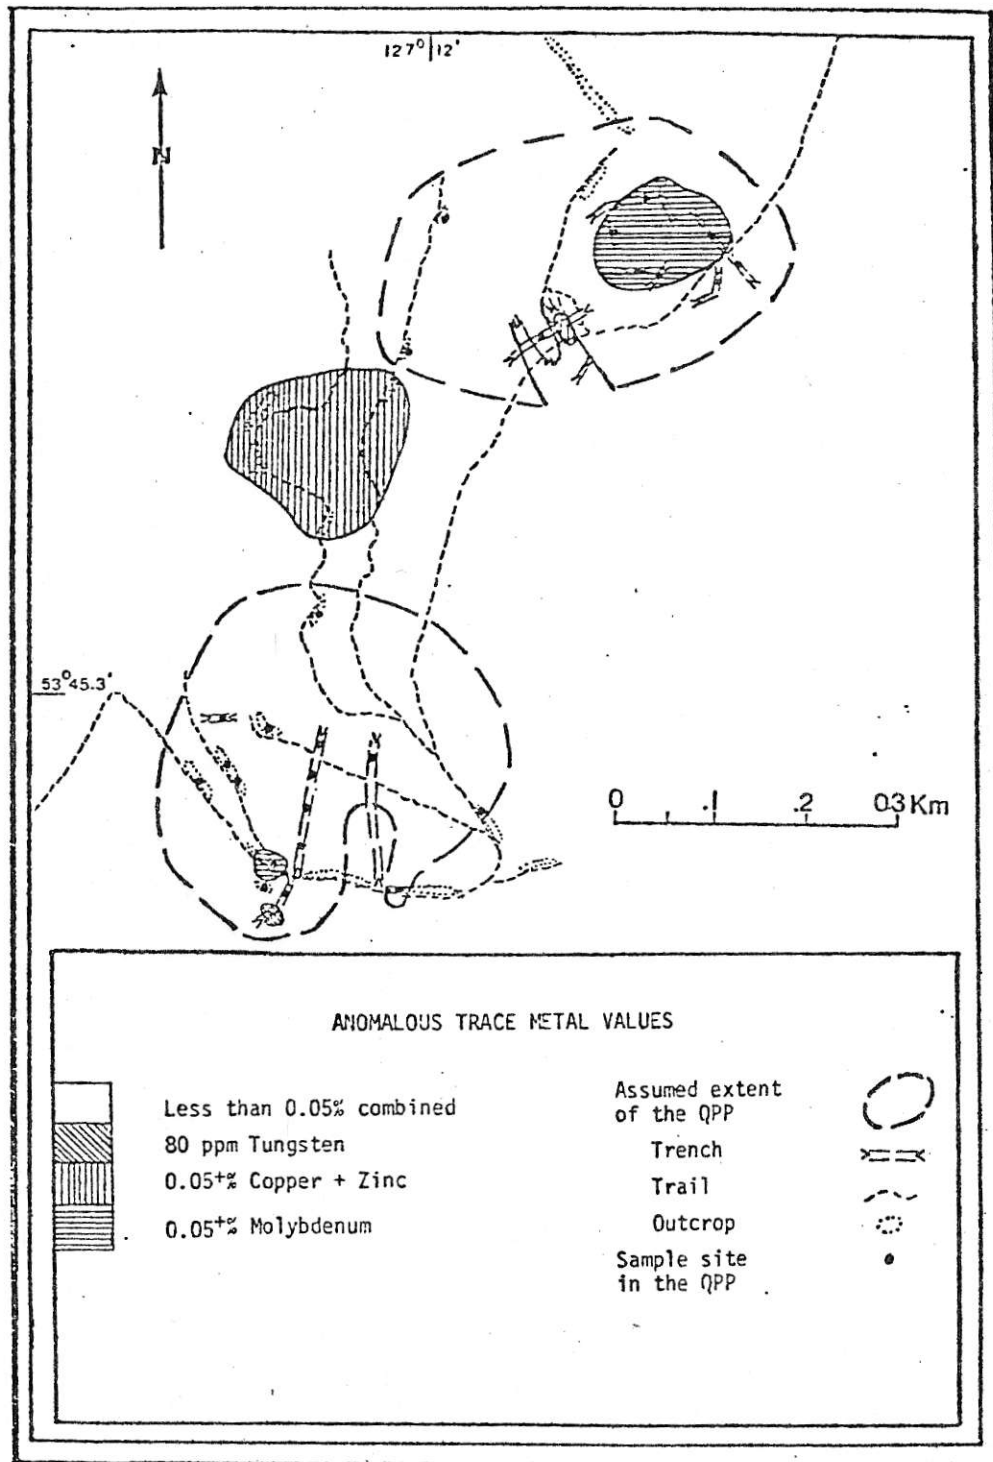 127° 12'
N
53° 45.3'
0 .1 .2 03 Km
ANOMALOUS TRACE METAL VALUES
Less than 0.05% combined
80 ppm Tungsten
0.05+% Copper + Zinc
0.05+% Molybdenum
Assumed extent
of the QPP
Trench
Trail
Outcrop
Sample site
in the QPP